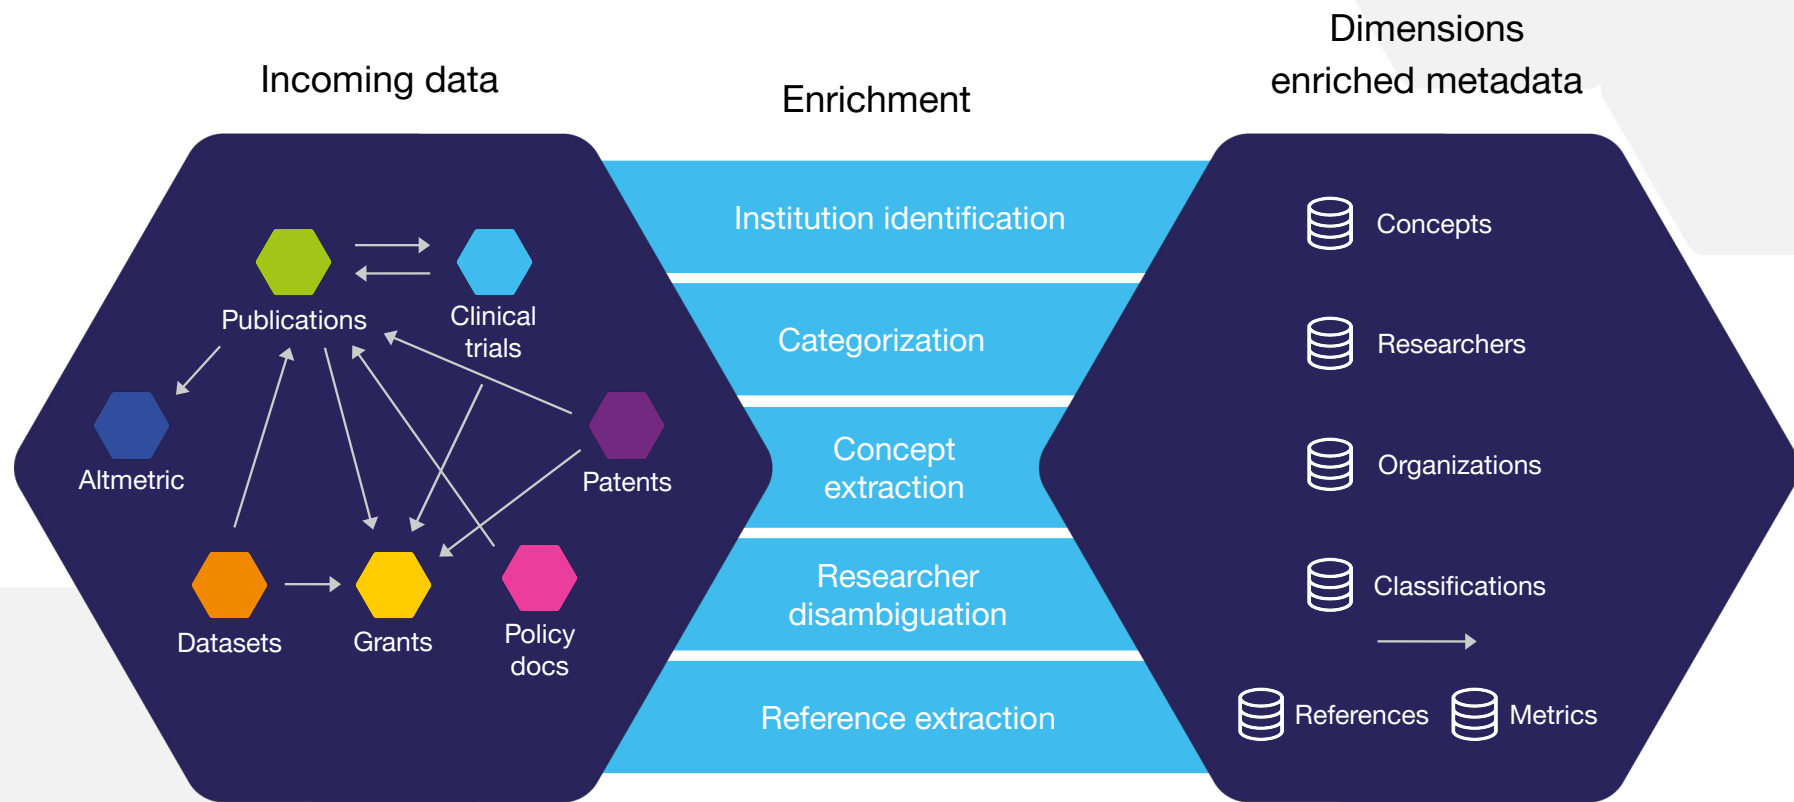 Incoming data
Enrichment
Dimensions
enriched metadata
Publications
Clinical
trials
Altmetric
Patents
Datasets
Grants
Policy
docs
Institution identification
Categorization
Concept
extraction
Researcher
disambiguation
Reference extraction
Concepts
Researchers
Organizations
Classifications
References
Metrics